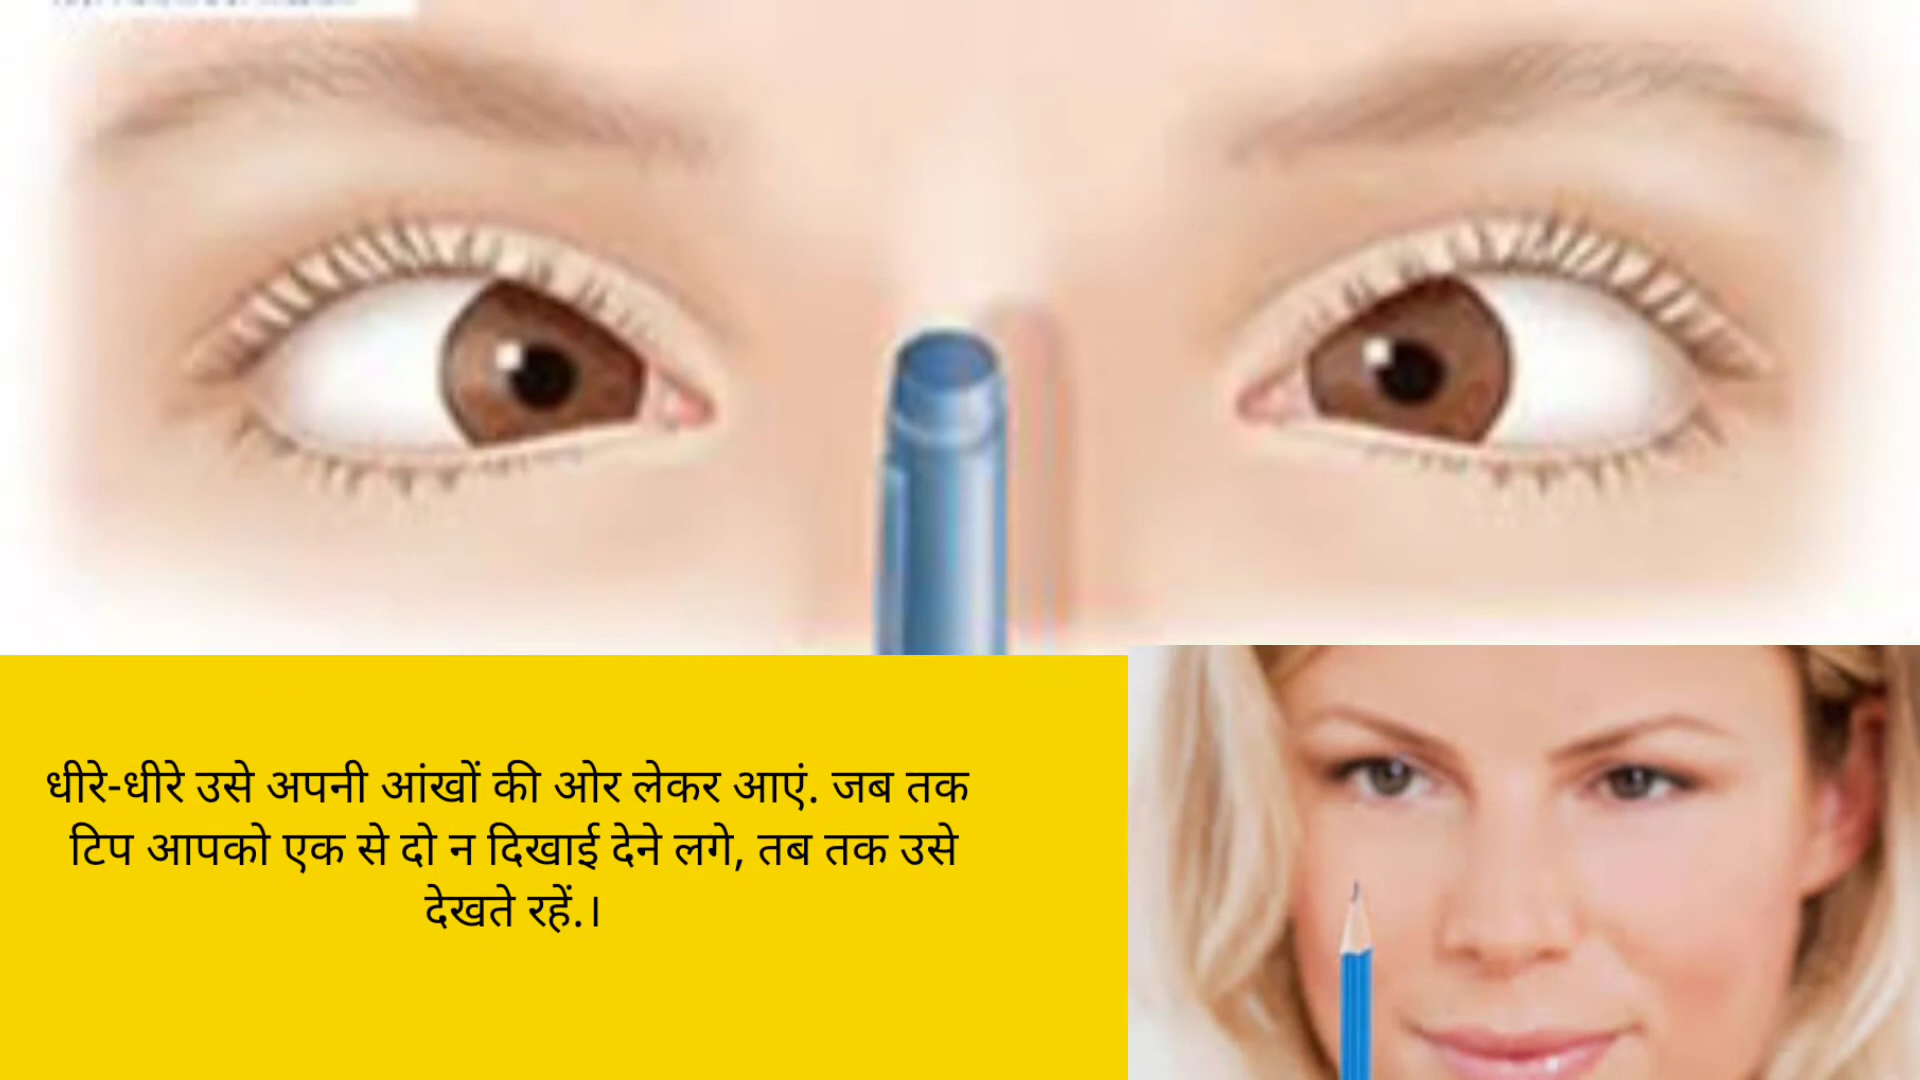 धीरे-धीरे उसे अपनी आंखों की ओर लेकर आएं. जब तक
टिप आपको एक से दो न दिखाई देने लगे, तब तक उसे
देखते रहें.।